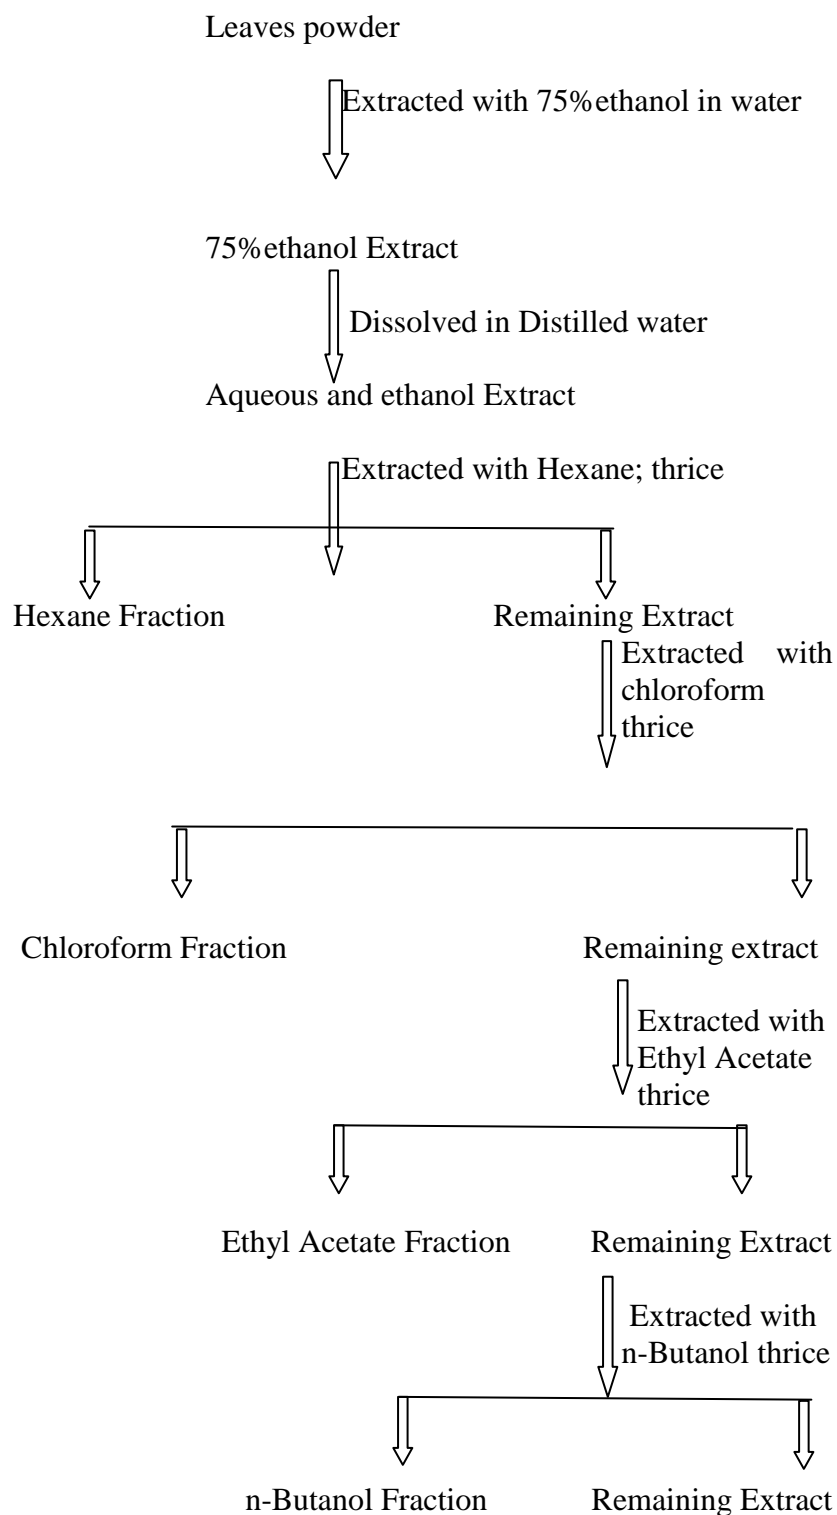 Leaves powder
Extracted with 75% ethanol in water
75% ethanol Extract
Dissolved in Distilled water
Aqueous and ethanol Extract
Extracted with Hexane; thrice
Hexane Fraction
Remaining Extract
Extracted with
chloroform
thrice
Chloroform Fraction
Remaining extract
Extracted with
Ethyl Acetate
thrice
Ethyl Acetate Fraction
Remaining Extract
Extracted with
n-Butanol thrice
n-Butanol Fraction
Remaining Extract